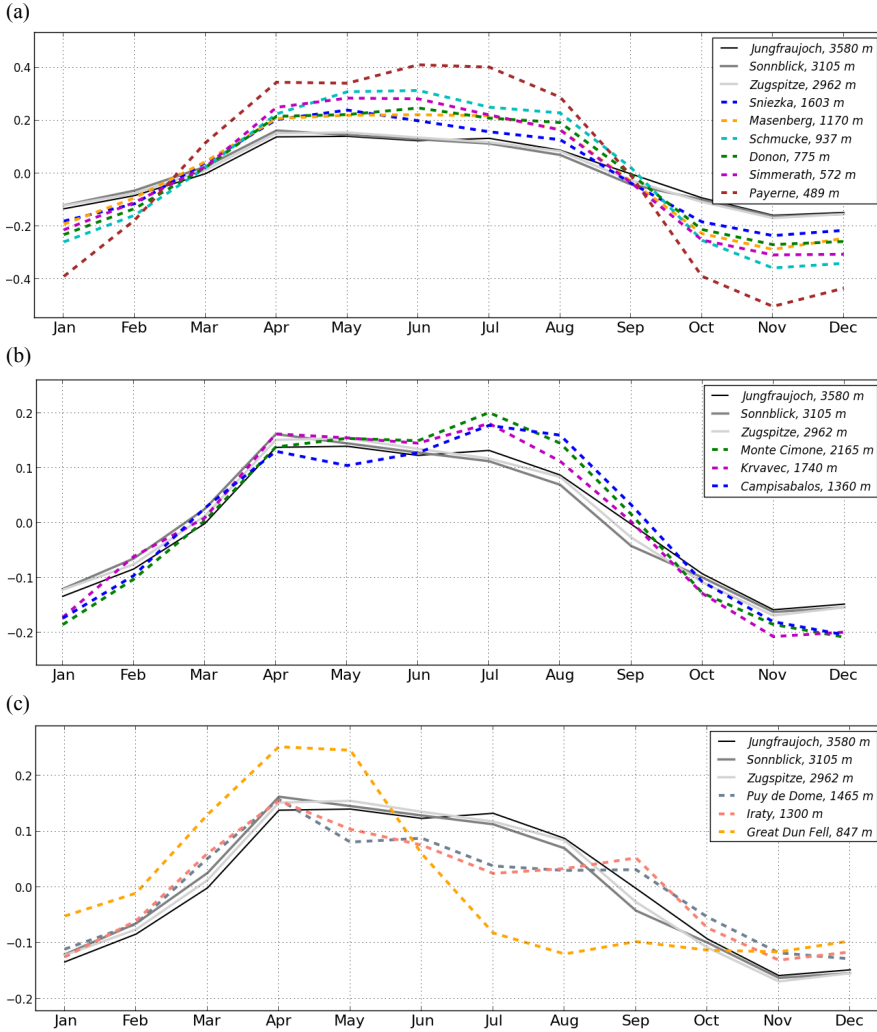 (a)
0.4
0.2
0.0
−0.2
−0.4
Jungfraujoch, 3580 m
Sonnblick, 3105 m
Zugspitze, 2962 m
Sniezka, 1603 m
Masenberg, 1170 m
Schmucke, 937 m
Donon, 775 m
Simmerath, 572 m
Payerne, 489 m
Jan Feb Mar Apr May Jun Jul Aug Sep Oct Nov Dec
(b)
0.2
0.1
0.0
−0.1
−0.2
Jungfraujoch, 3580 m
Sonnblick, 3105 m
Zugspitze, 2962 m
Monte Cimone, 2165 m
Krvavec, 1740 m
Campisabalos, 1360 m
Jan Feb Mar Apr May Jun Jul Aug Sep Oct Nov Dec
(c)
0.2
0.1
0.0
−0.1
−0.2
Jungfraujoch, 3580 m
Sonnblick, 3105 m
Zugspitze, 2962 m
Puy de Dome, 1465 m
Iraty, 1300 m
Great Dun Fell, 847 m
Jan Feb Mar Apr May Jun Jul Aug Sep Oct Nov Dec